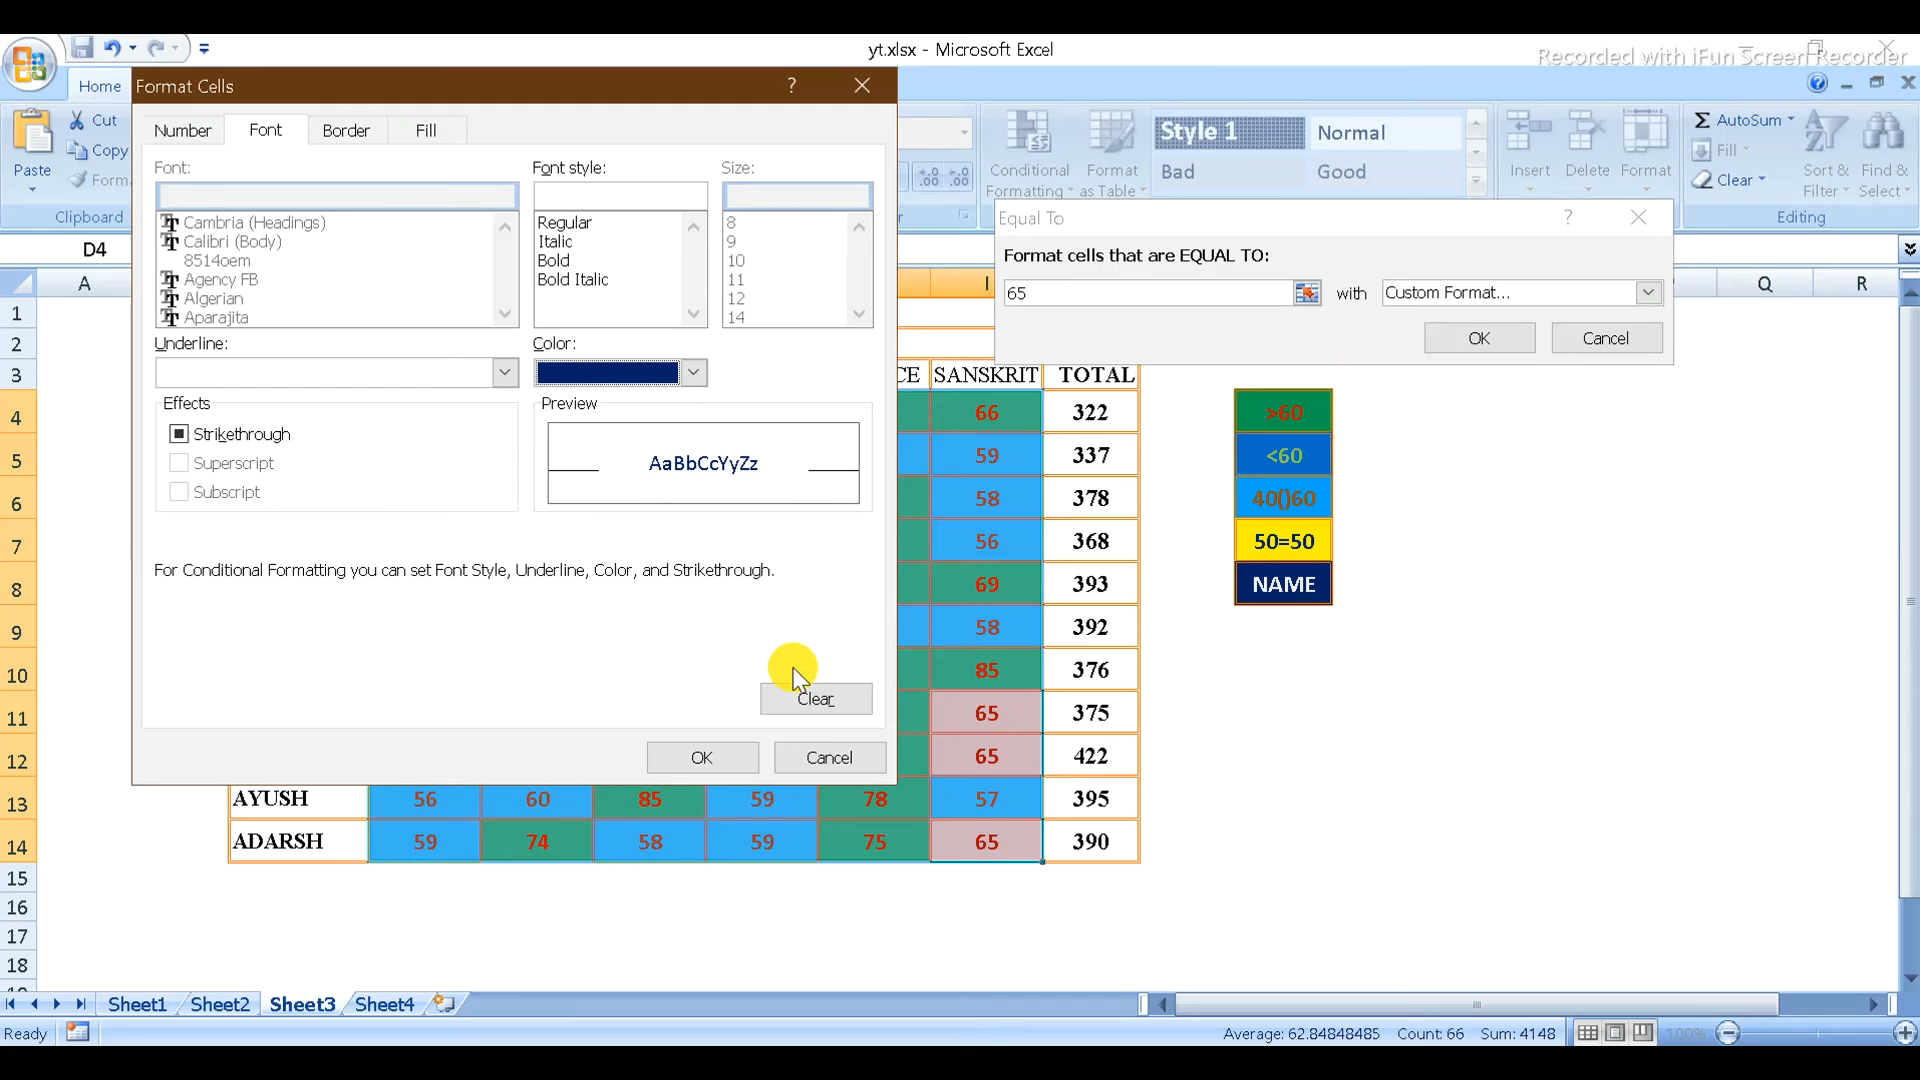 yt.xlsx - Microsoft Excel
Recorded with iFun Screen Recorder
Home
Format Cells
?
Paste
Cut
Copy
Form
Clipboard
Style 1
Normal
Bad
Good
Conditional Formatting
Format as Table
Insert
Delete
Format
AutoSum
Fill
Clear
Sort & Filter
Find & Select
Editing
Number
Font
Border
Fill
Font:
Font style:
Size:
Cambria (Headings)
Calibri (Body)
8514oem
Agency FB
Algerian
Aparajita
Regular
Italic
Bold
Bold Italic
8
9
10
11
12
14
Underline:
Color:
Effects
Strikethrough
Superscript
Subscript
Preview
AaBbCcYyZz
For Conditional Formatting you can set Font Style, Underline, Color, and Strikethrough.
Clear
OK
Cancel
Equal To
?
Format cells that are EQUAL TO:
65
with
Custom Format...
OK
Cancel
D4
A
I
Q
R
1
2
3
CE
SANSKRIT
TOTAL
4
66
322
>60
5
59
337
<60
6
58
378
40()60
7
56
368
50=50
8
69
393
NAME
9
58
392
10
85
376
11
65
375
12
65
422
13
AYUSH
56
60
85
59
78
57
395
14
ADARSH
59
74
58
59
75
65
390
15
16
17
18
Sheet1
Sheet2
Sheet3
Sheet4
Ready
Average: 62.84848485
Count: 66
Sum: 4148
100%